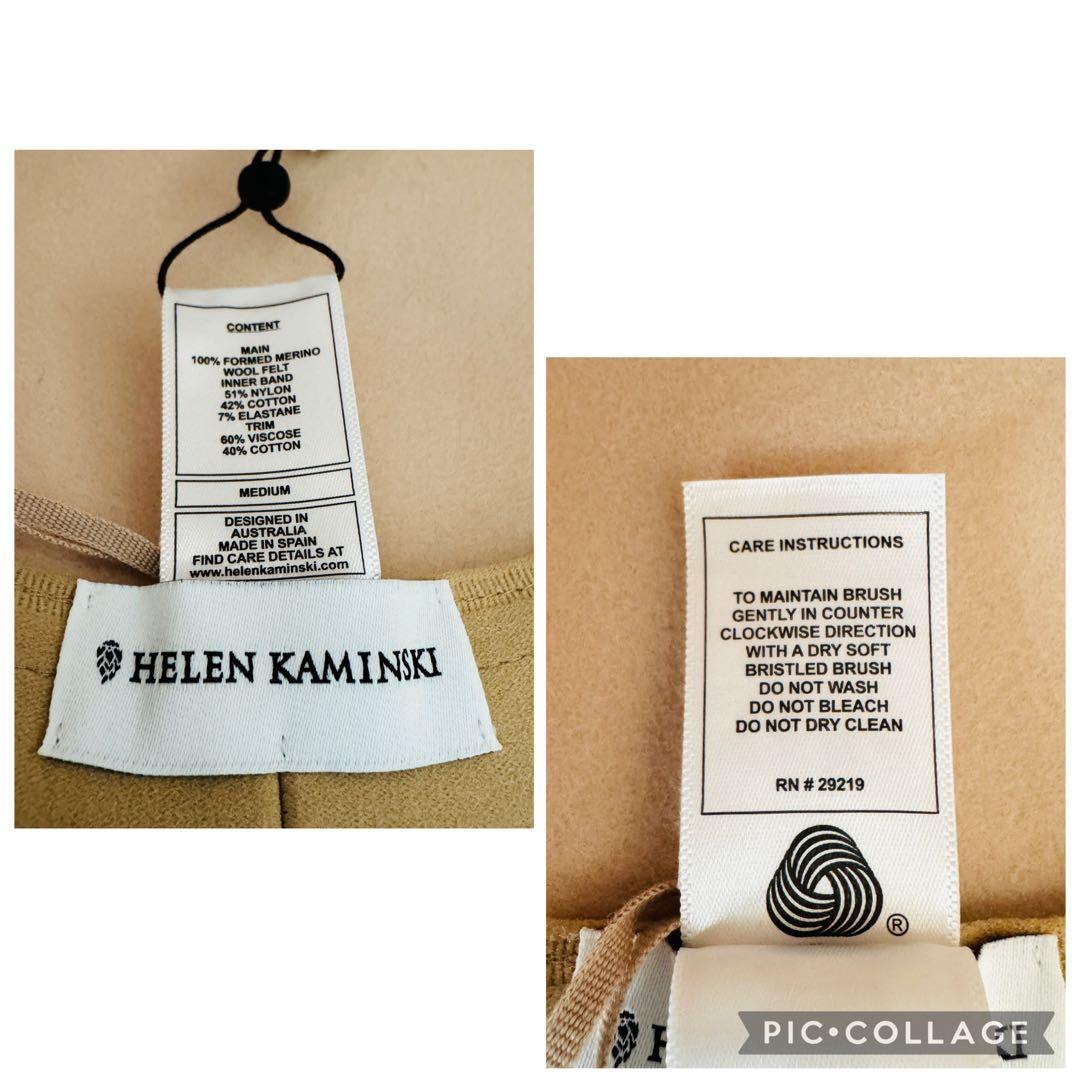 CONTENT
MAIN
100% FORMED MERINO
WOOL FELT
INNER BAND
51% NYLON
42% COTTON
7% ELASTANE
TRIM
60% VISCOSE
40% COTTON
MEDIUM
DESIGNED IN
AUSTRALIA
MADE IN SPAIN
FIND CARE DETAILS AT
www.helenkaminski.com
HELEN KAMINSKI
CARE INSTRUCTIONS
TO MAINTAIN BRUSH
GENTLY IN COUNTER
CLOCKWISE DIRECTION
WITH A DRY SOFT
BRISTLED BRUSH
DO NOT WASH
DO NOT BLEACH
DO NOT DRY CLEAN
RN # 29219
®
PIC•COLLAGE